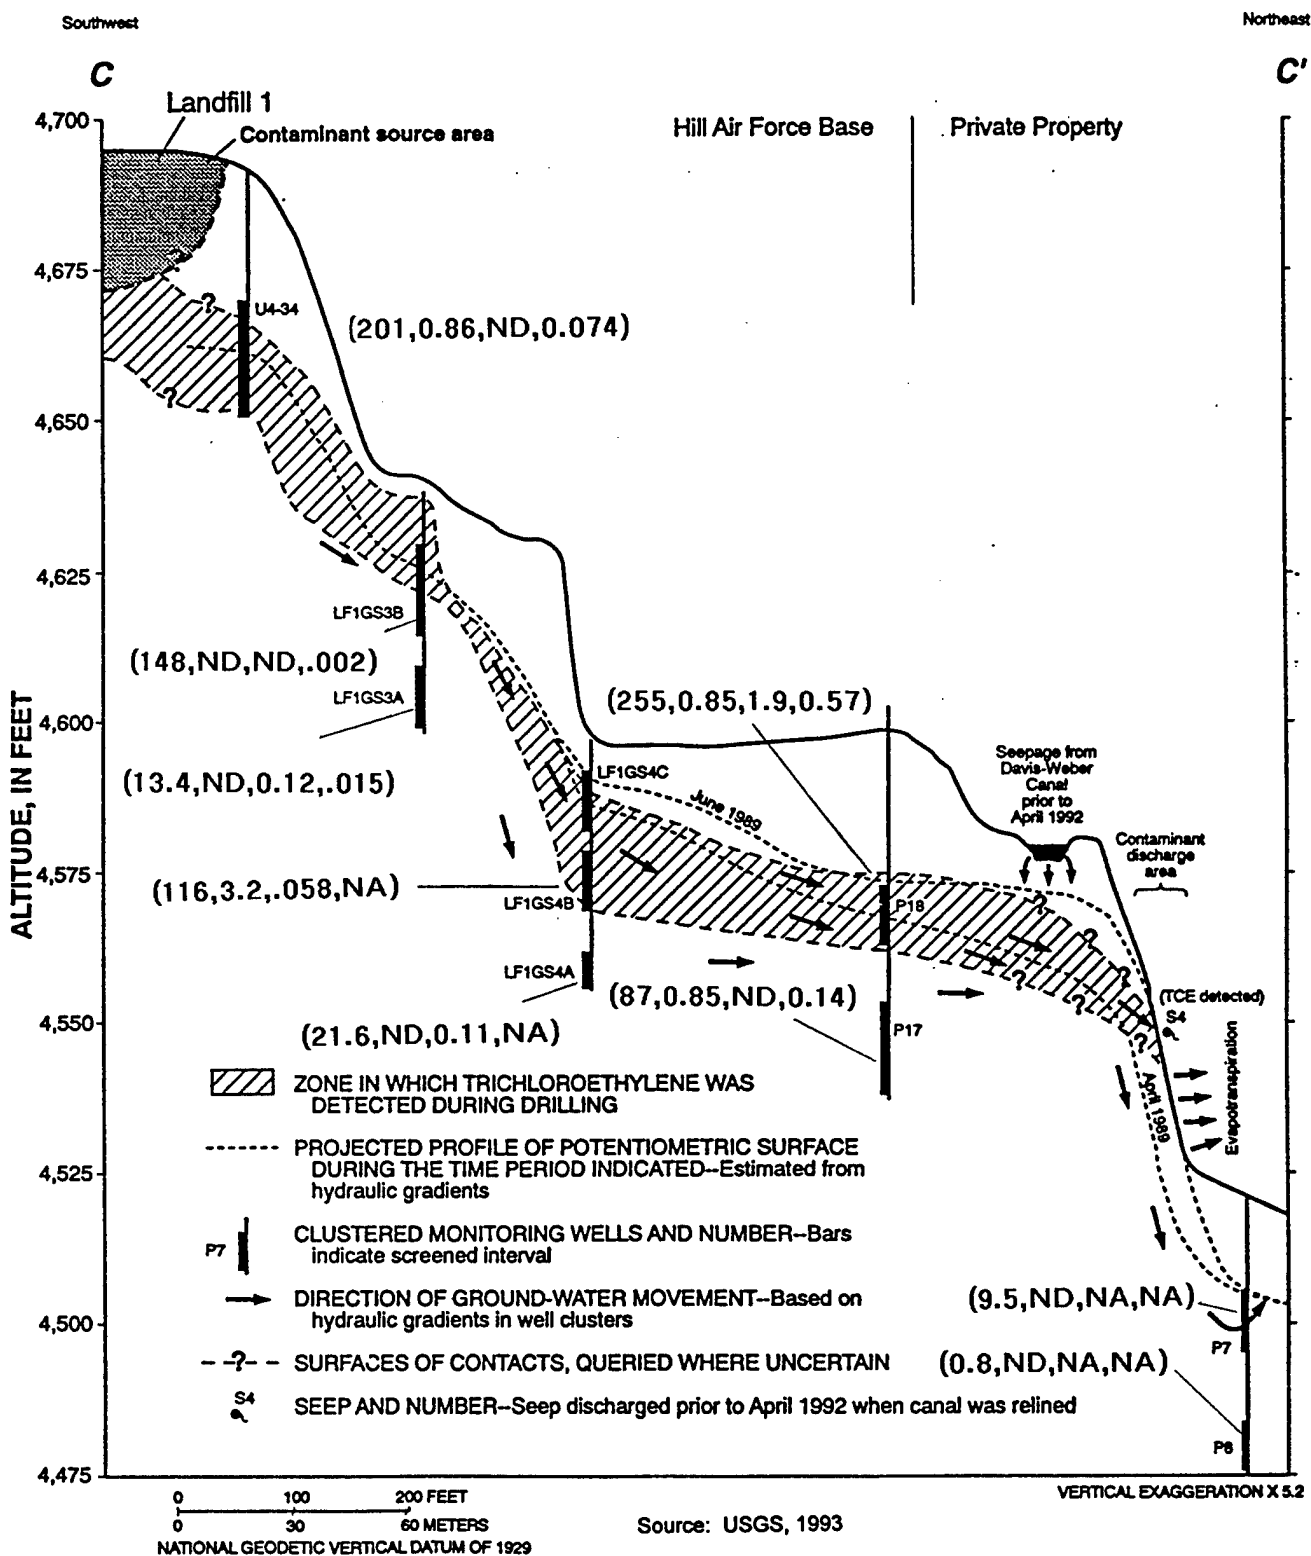 Southwest
Northeast
C
C'
Landfill 1
Contaminant source area
Hill Air Force Base
Private Property
4,700
4,675
4,650
4,625
4,600
4,575
4,550
4,525
4,500
4,475
ALTITUDE, IN FEET
?
?
?
U4-34
(201,0.86,ND,0.074)
LF1GS3B
(148,ND,ND,.002)
LF1GS3A
(13.4,ND,0.12,.015)
(255,0.85,1.9,0.57)
LF1GS4C
June 1989
Seepage from
Davis-Weber
Canal
prior to
April 1992
Contaminant
discharge
area
(116,3.2,.058,NA)
LF1GS4B
P18
?
?
?
?
?
?
LF1GS4A
(87,0.85,ND,0.14)
P17
(TCE detected)
S4
(21.6,ND,0.11,NA)
April 1989
Evapotranspiration
ZONE IN WHICH TRICHLOROETHYLENE WAS
DETECTED DURING DRILLING
PROJECTED PROFILE OF POTENTIOMETRIC SURFACE
DURING THE TIME PERIOD INDICATED--Estimated from
hydraulic gradients
P7
CLUSTERED MONITORING WELLS AND NUMBER--Bars
indicate screened interval
DIRECTION OF GROUND-WATER MOVEMENT--Based on
hydraulic gradients in well clusters
(9.5,ND,NA,NA)
P7
?
SURFACES OF CONTACTS, QUERIED WHERE UNCERTAIN
(0.8,ND,NA,NA)
S4
SEEP AND NUMBER--Seep discharged prior to April 1992 when canal was relined
P6
VERTICAL EXAGGERATION X 5.2
0 100 200 FEET
0 30 60 METERS
NATIONAL GEODETIC VERTICAL DATUM OF 1929
Source: USGS, 1993